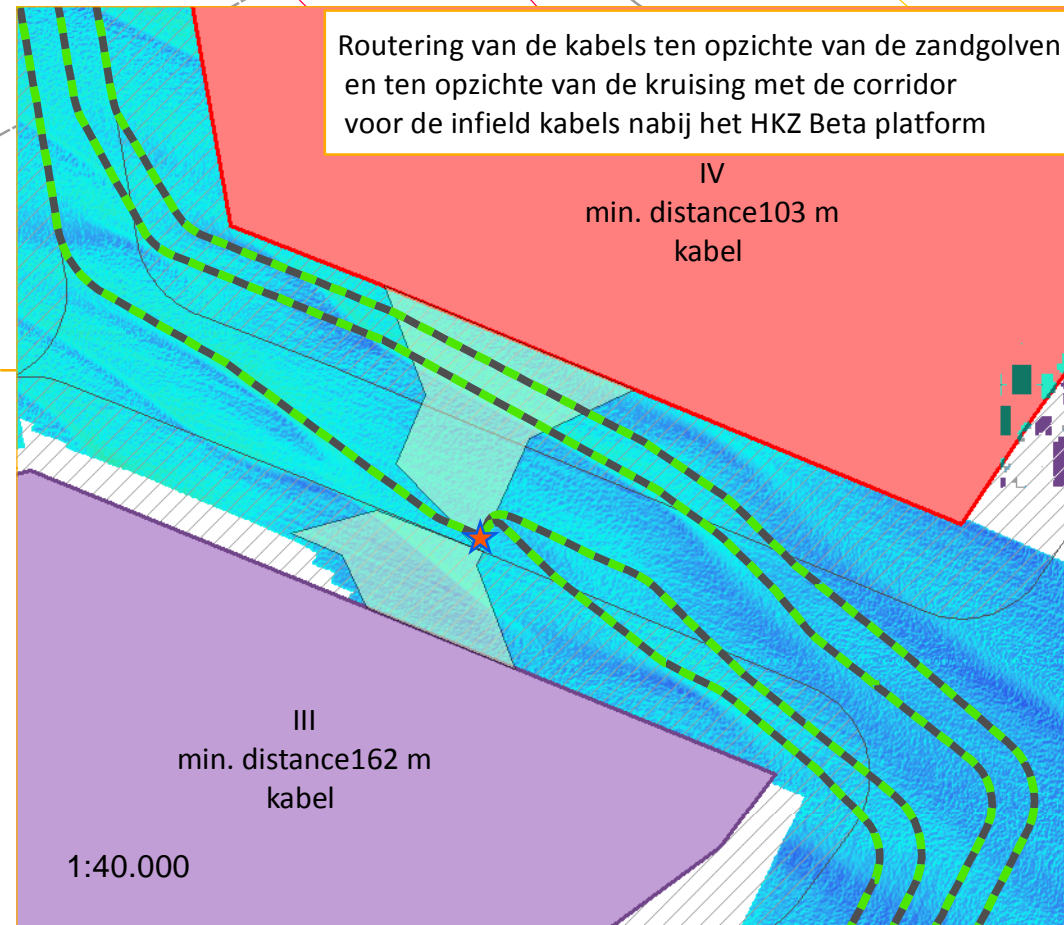 Routering van de kabels ten opzichte van de zandgolven
en ten opzichte van de kruising met de corridor
voor de infield kabels nabij het HKZ Beta platform
IV
min. distance103 m
kabel
III
min. distance162 m
kabel
1:40.000